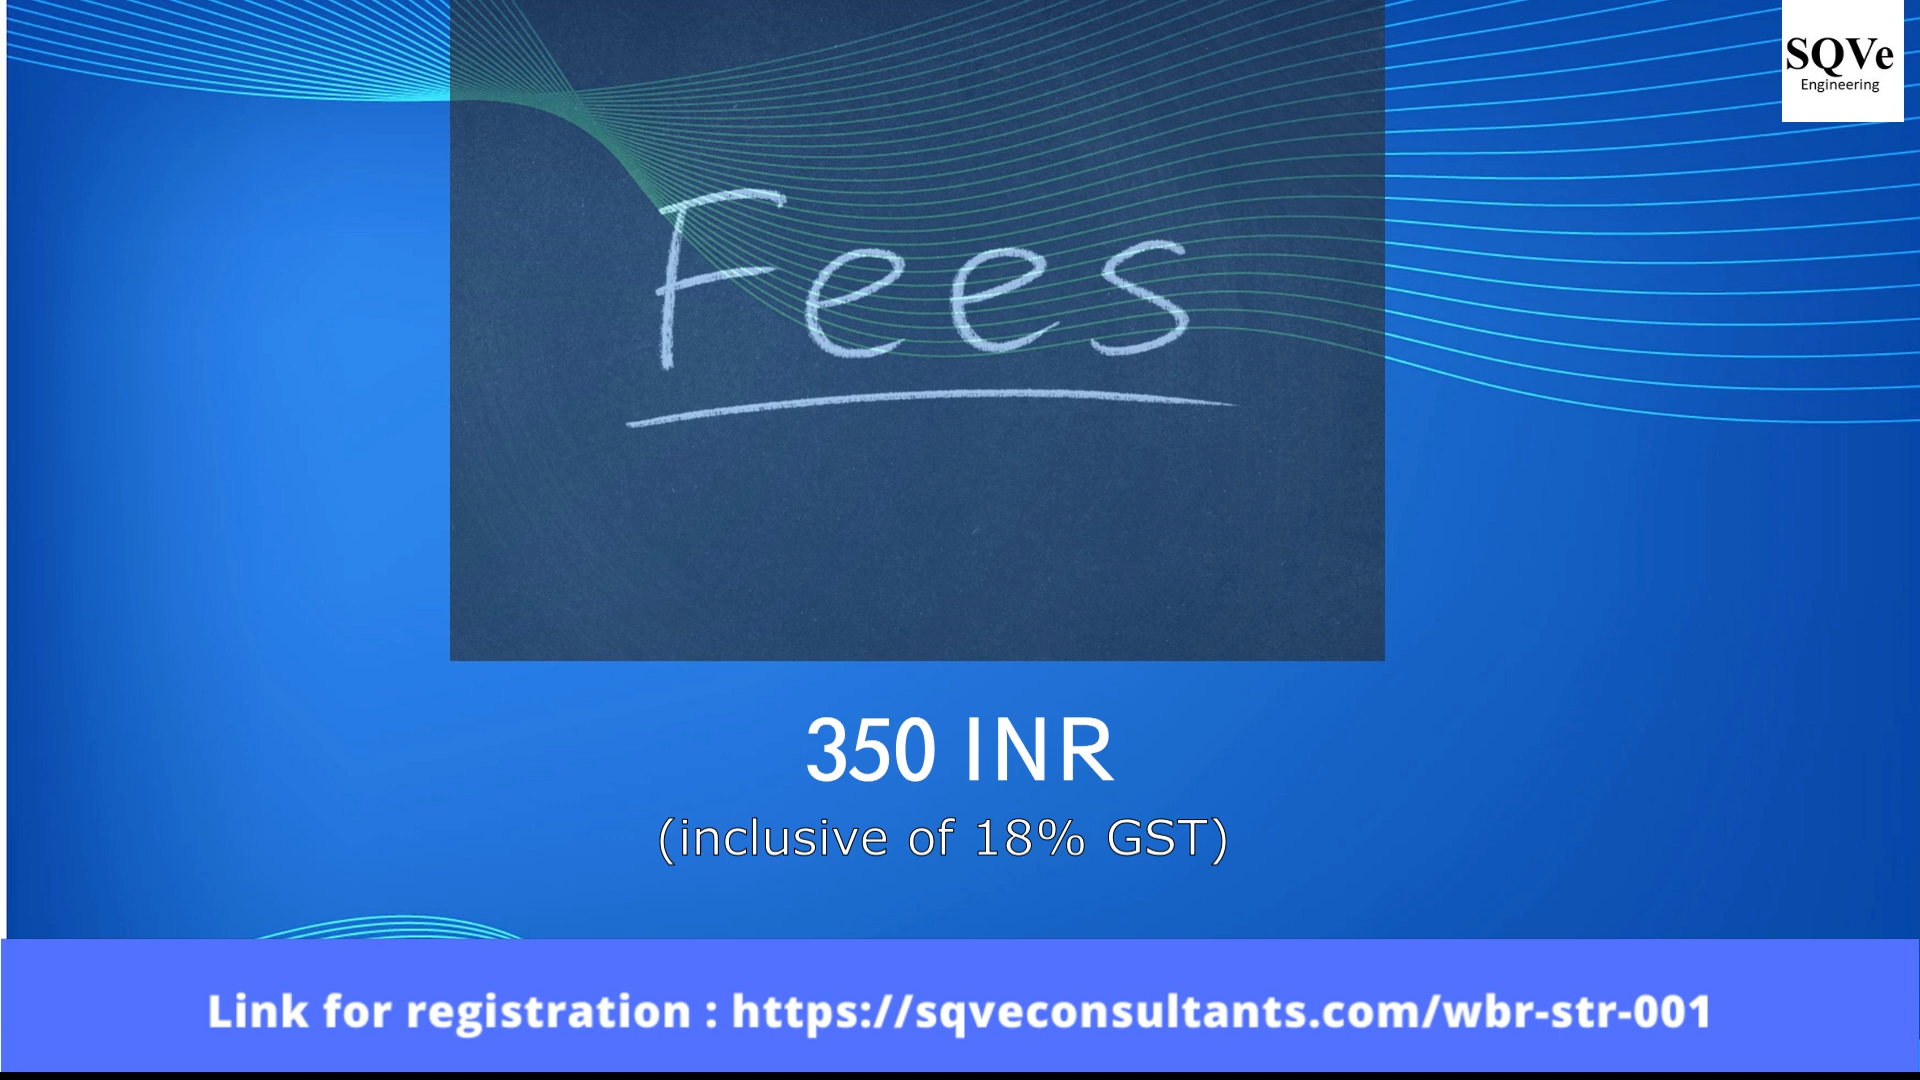 SQVe
Engineering
Fees
350 INR
(inclusive of 18% GST)
Link for registration : https://sqveconsultants.com/wbr-str-001